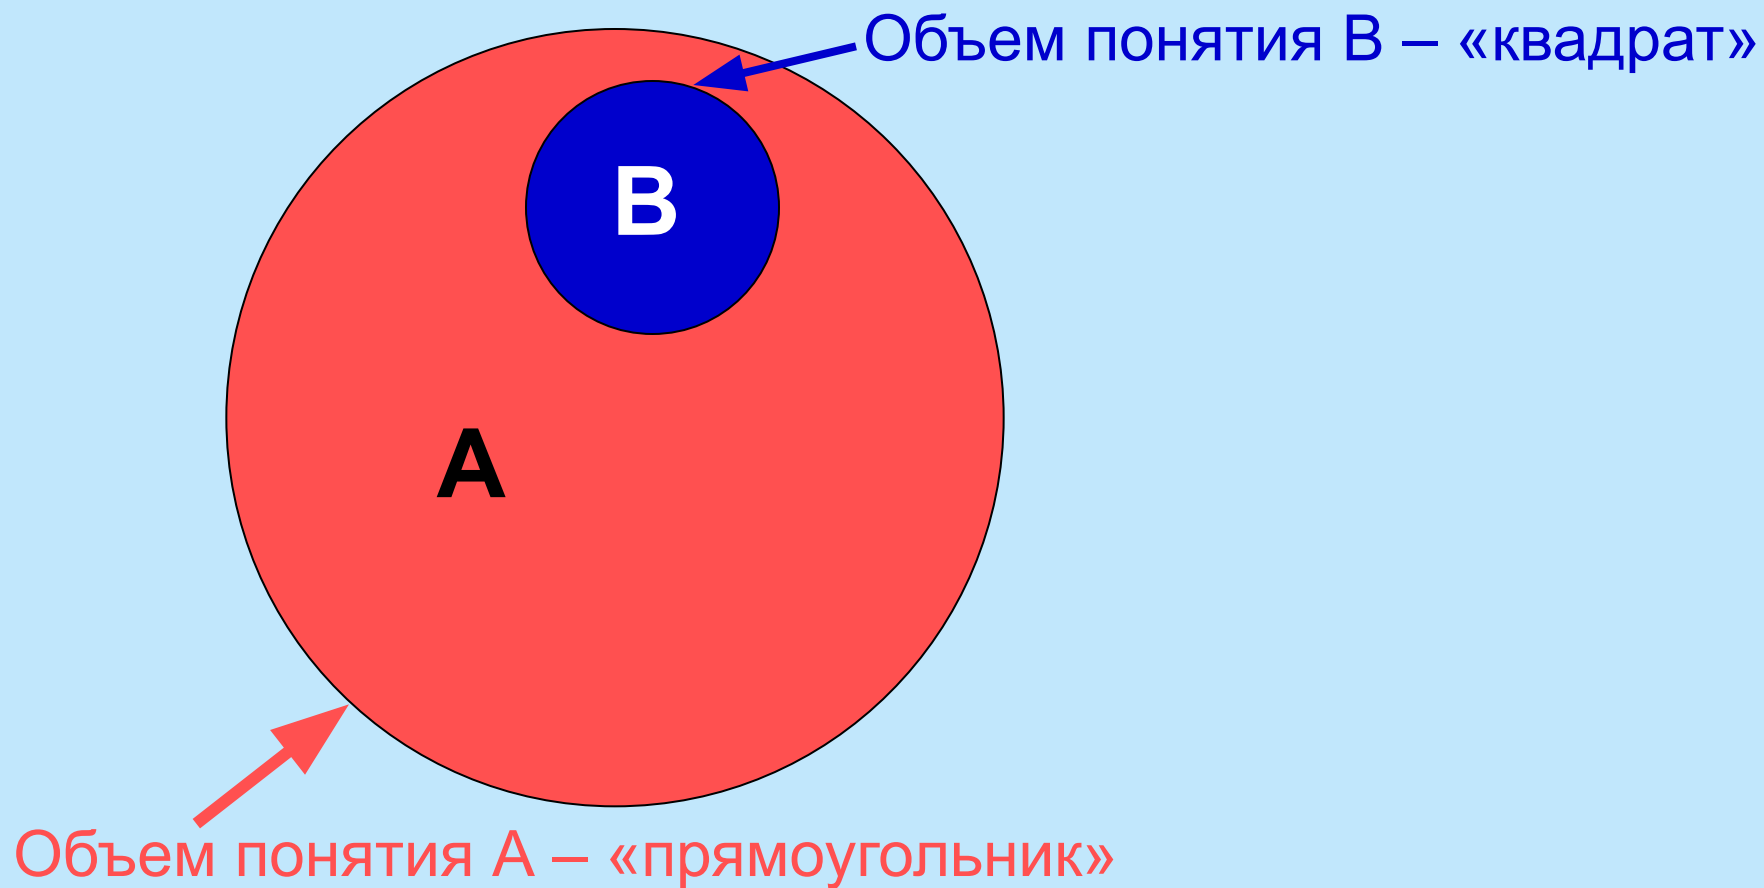 Объем понятия В – «квадрат»
В
А
Объем понятия А – «прямоугольник»